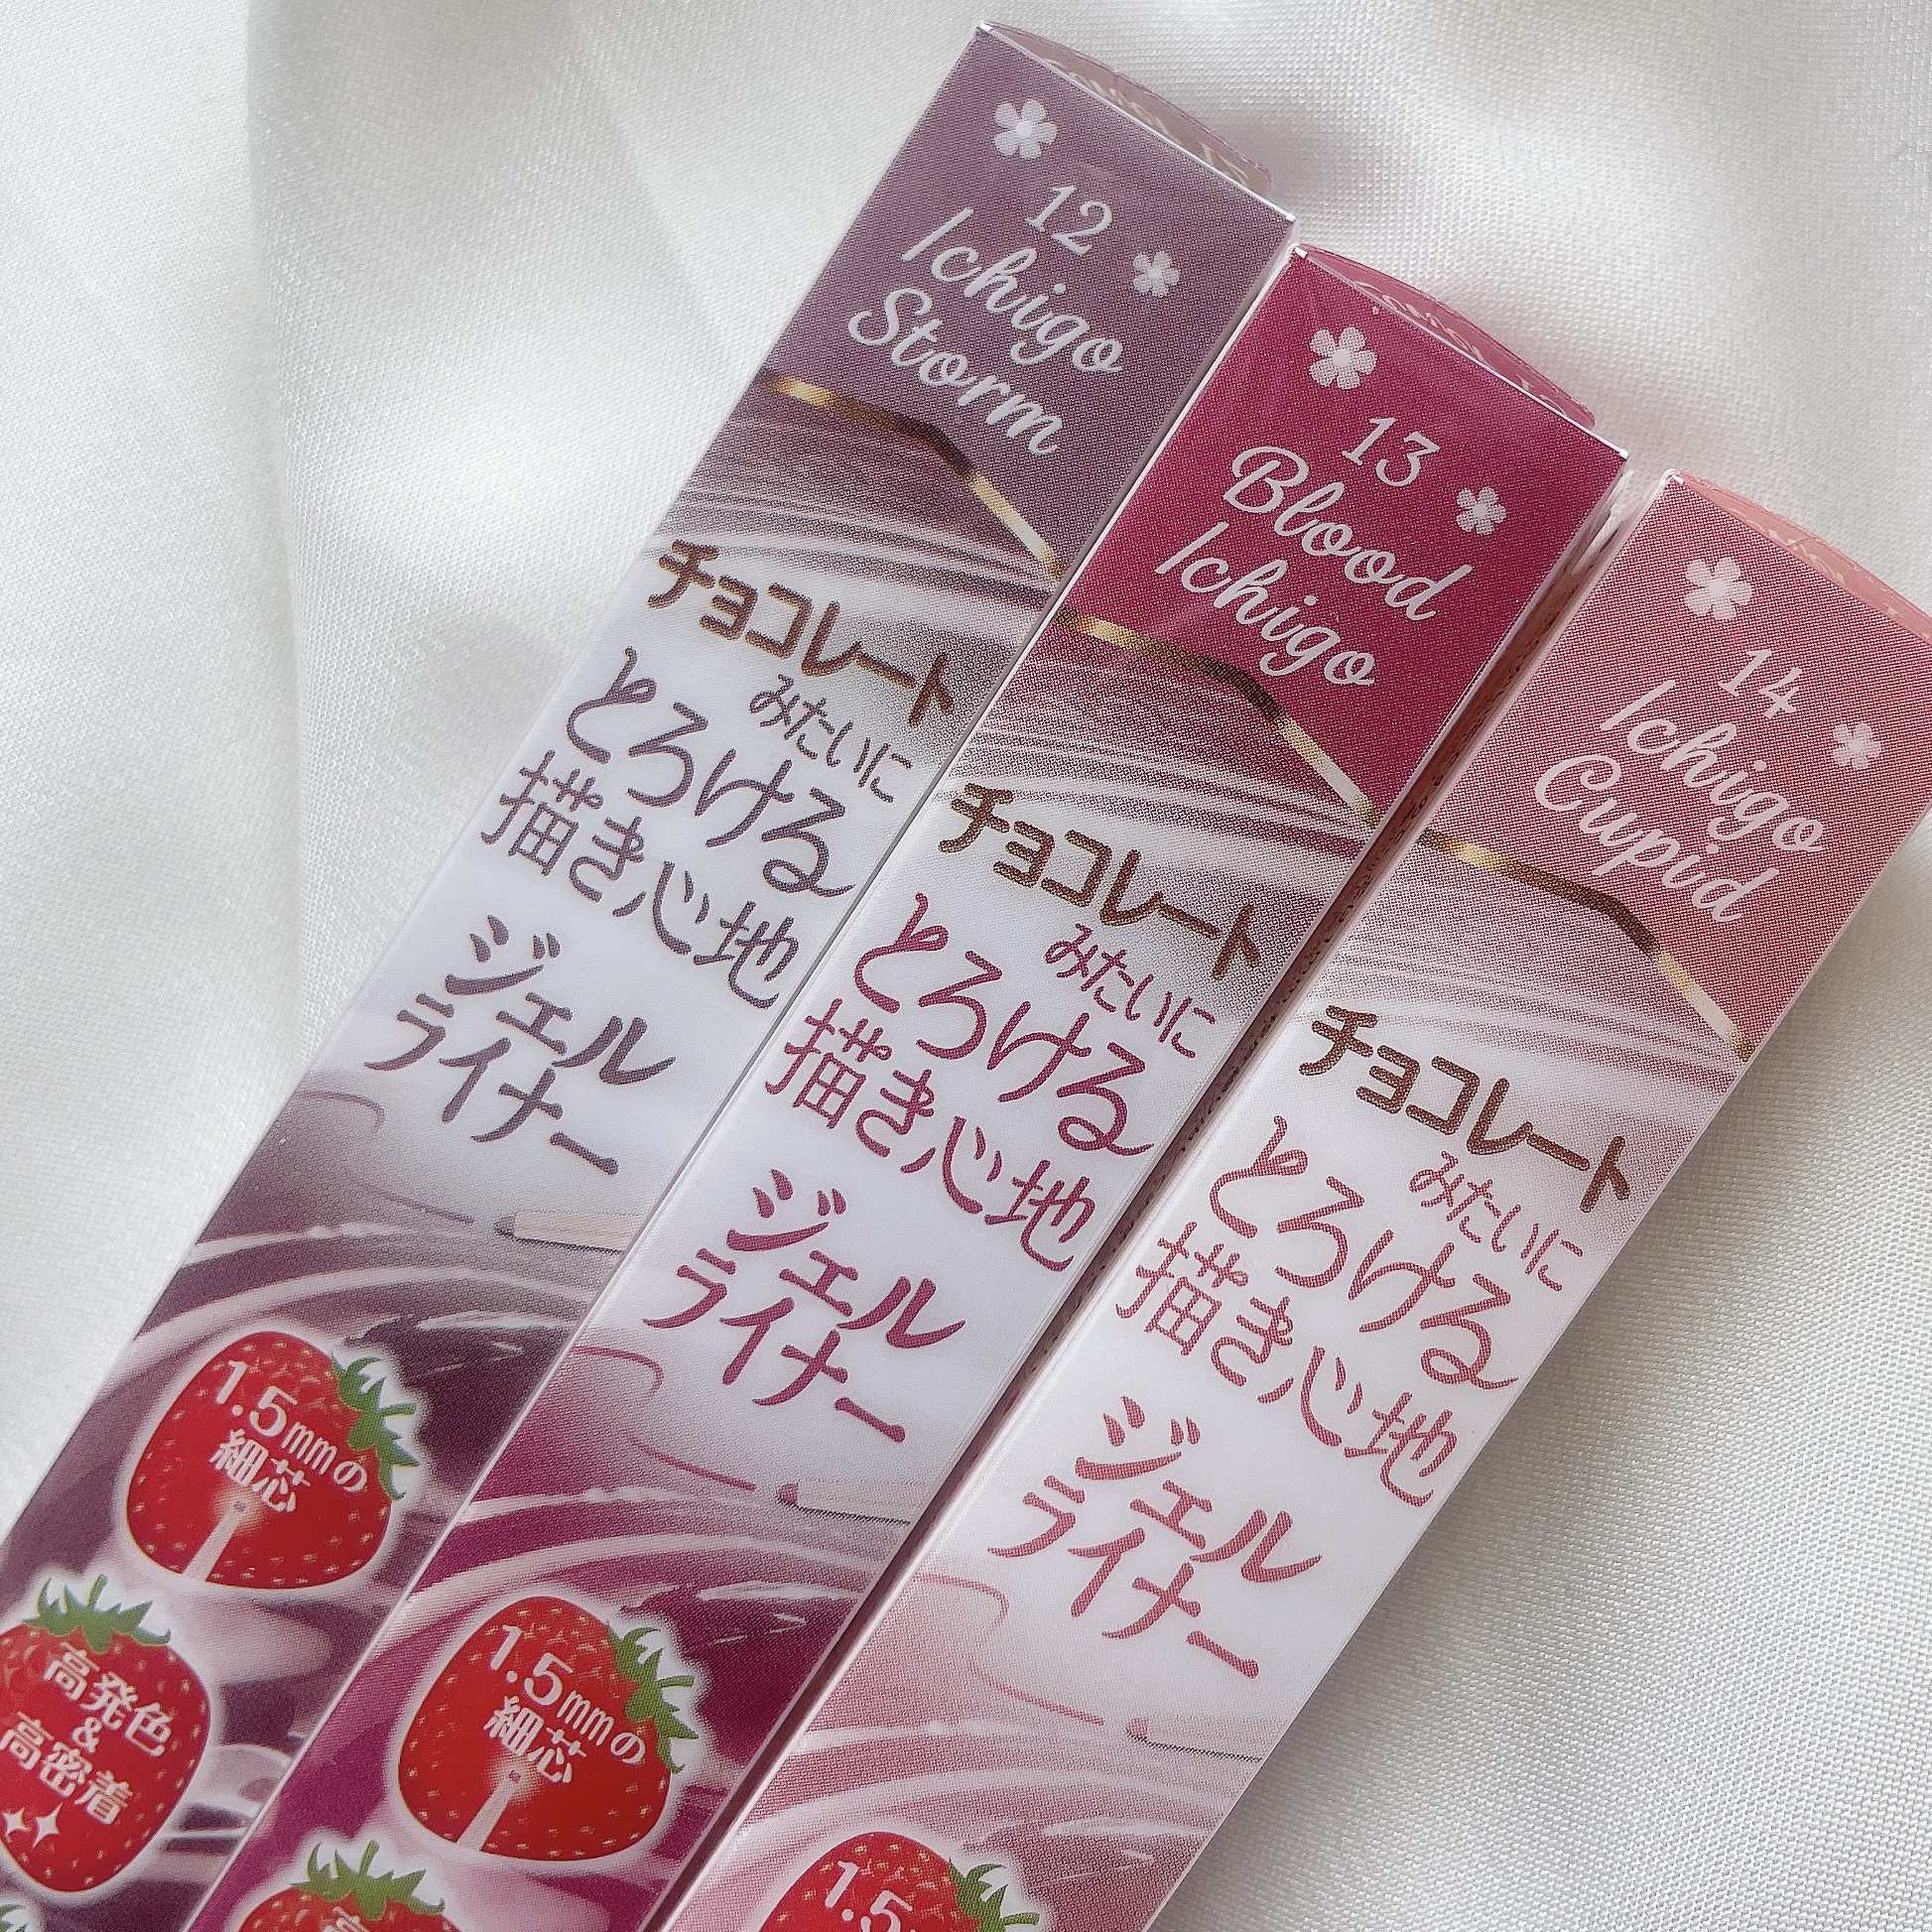 12
Ichigo
Storm
チョコレート
みたいに
とろける
描き心地
ジェル
ライナー
1.5mmの
細芯
高発色
&
高密着
13
Blood
Ichigo
チョコレート
みたいに
とろける
描き心地
ジェル
ライナー
1.5mmの
細芯
14
Ichigo
Cupid
チョコレート
みたいに
とろける
描き心地
ジェル
ライナー
1.5